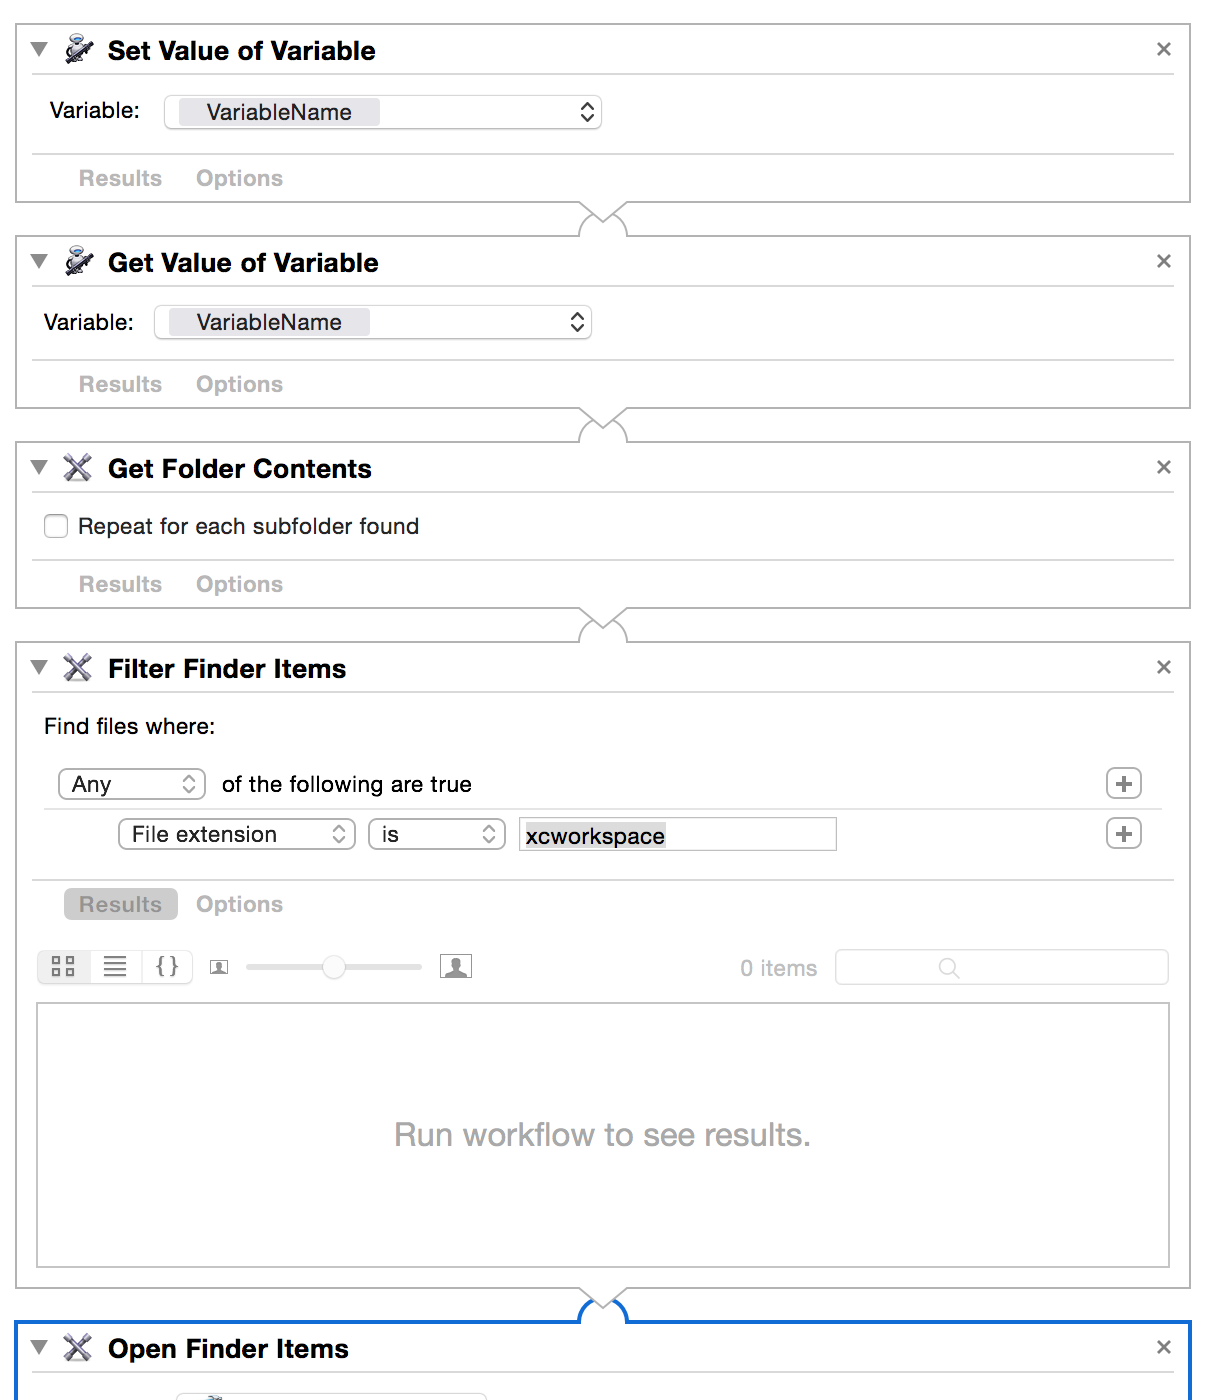 Set Value of Variable
Variable: VariableName
Results Options
Get Value of Variable
Variable: VariableName
Results Options
Get Folder Contents
Repeat for each subfolder found
Results Options
Filter Finder Items
Find files where:
Any of the following are true
File extension is xcworkspace
Results Options
0 items
Run workflow to see results.
Open Finder Items